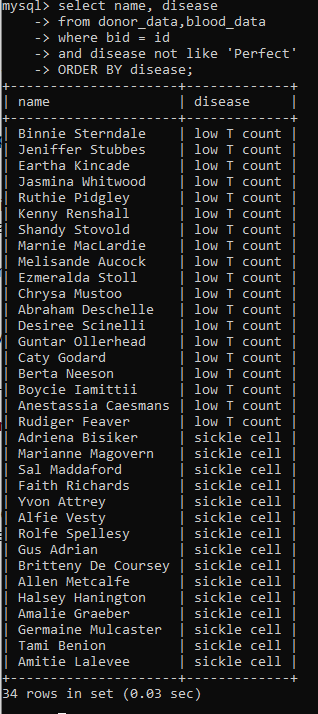 mysql> select name, disease
    -> from donor_data,blood_data
    -> where bid = id
    -> and disease not like 'Perfect'
    -> ORDER BY disease;
+---------------------+-------------+
| name                | disease     |
+---------------------+-------------+
| Binnie Sterndale    | low T count |
| Jeniffer Stubbes    | low T count |
| Eartha Kincade      | low T count |
| Jasmina Whitwood    | low T count |
| Ruthie Pidgley      | low T count |
| Kenny Renshall      | low T count |
| Shandy Stovold      | low T count |
| Marnie MacLardie    | low T count |
| Melisande Aucock    | low T count |
| Ezmeralda Stoll     | low T count |
| Chrysa Mustoo       | low T count |
| Abraham Deschelle   | low T count |
| Desiree Scinelli    | low T count |
| Guntar Ollerhead    | low T count |
| Caty Godard         | low T count |
| Berta Neeson        | low T count |
| Boycie Iamittii     | low T count |
| Anestassia Caesmans | low T count |
| Rudiger Feaver      | low T count |
| Adriena Bisiker     | sickle cell |
| Marianne Magovern   | sickle cell |
| Sal Maddaford       | sickle cell |
| Faith Richards      | sickle cell |
| Yvon Attrey         | sickle cell |
| Alfie Vesty         | sickle cell |
| Rolfe Spellesy      | sickle cell |
| Gus Adrian          | sickle cell |
| Britteny De Coursey | sickle cell |
| Allen Metcalfe      | sickle cell |
| Halsey Hanington    | sickle cell |
| Amalie Graeber      | sickle cell |
| Germaine Mulcaster  | sickle cell |
| Tami Benion         | sickle cell |
| Amitie Lalevee      | sickle cell |
+---------------------+-------------+
34 rows in set (0.03 sec)